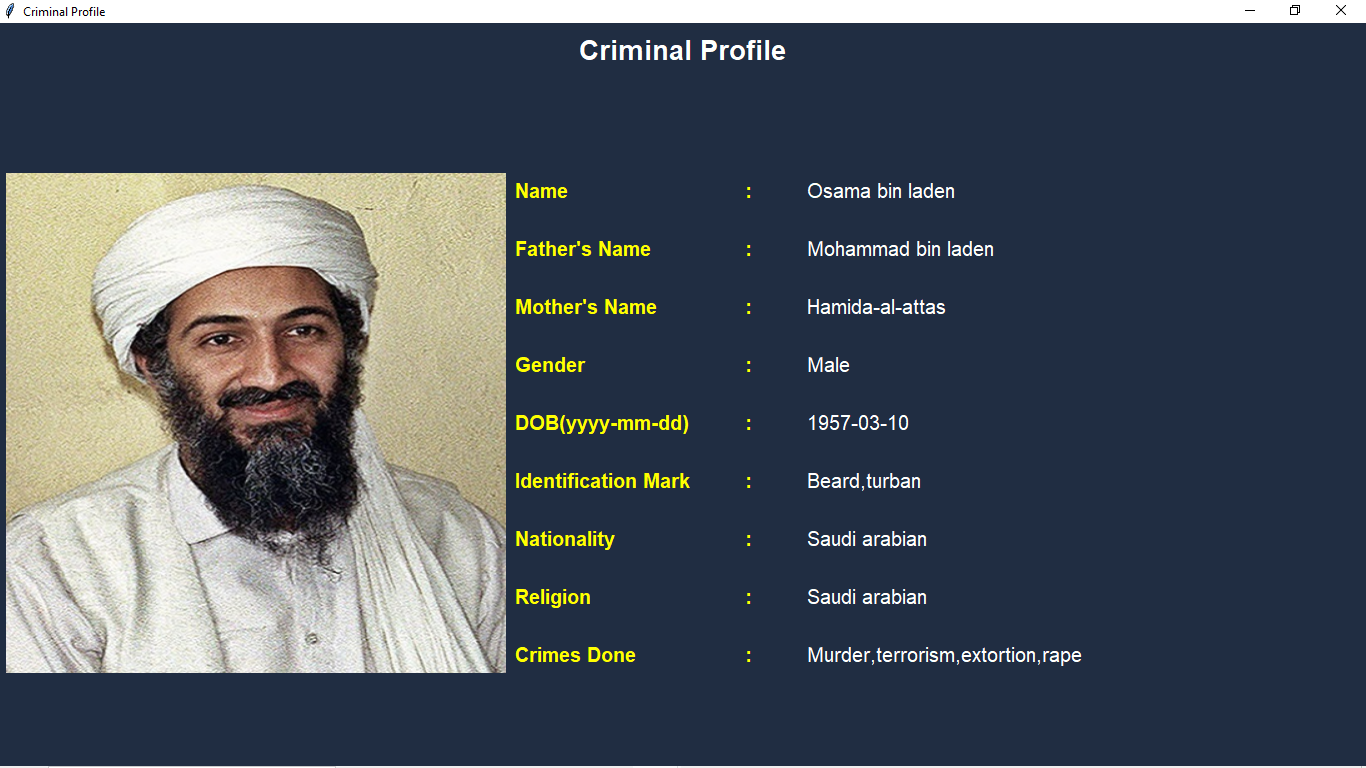 Criminal Profile
Criminal Profile
Name : Osama bin laden
Father's Name : Mohammad bin laden
Mother's Name : Hamida-al-attas
Gender : Male
DOB(yyyy-mm-dd) : 1957-03-10
Identification Mark : Beard,turban
Nationality : Saudi arabian
Religion : Saudi arabian
Crimes Done : Murder,terrorism,extortion,rape